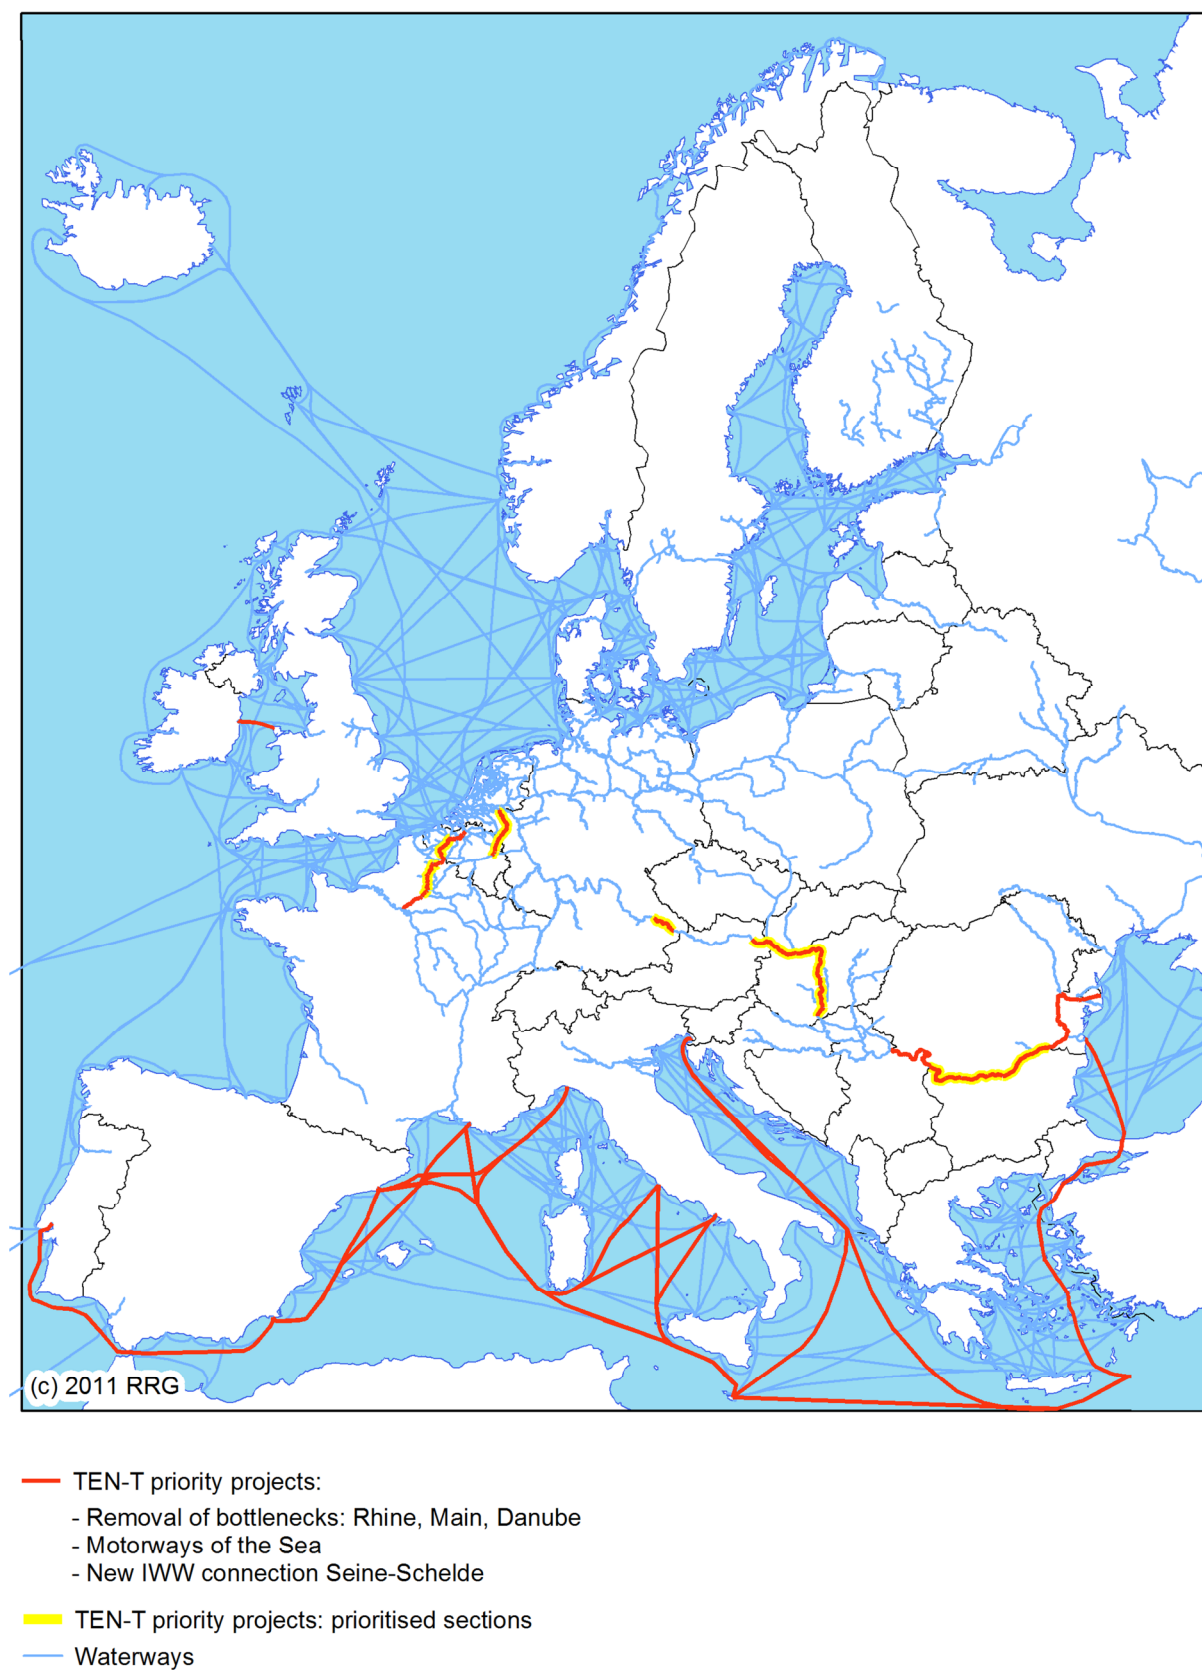 (c) 2011 RRG
TEN-T priority projects:
- Removal of bottlenecks: Rhine, Main, Danube
- Motorways of the Sea
- New IWW connection Seine-Schelde
TEN-T priority projects: prioritised sections
Waterways